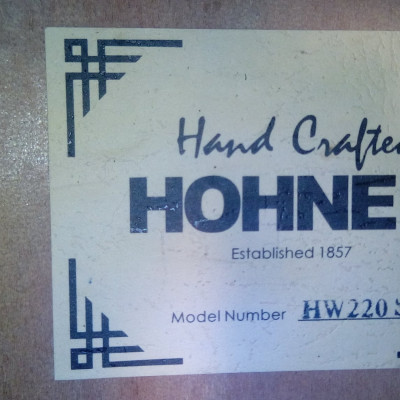 Hand Crafte
HOHNE
Established 1857
Model Number HW220 S